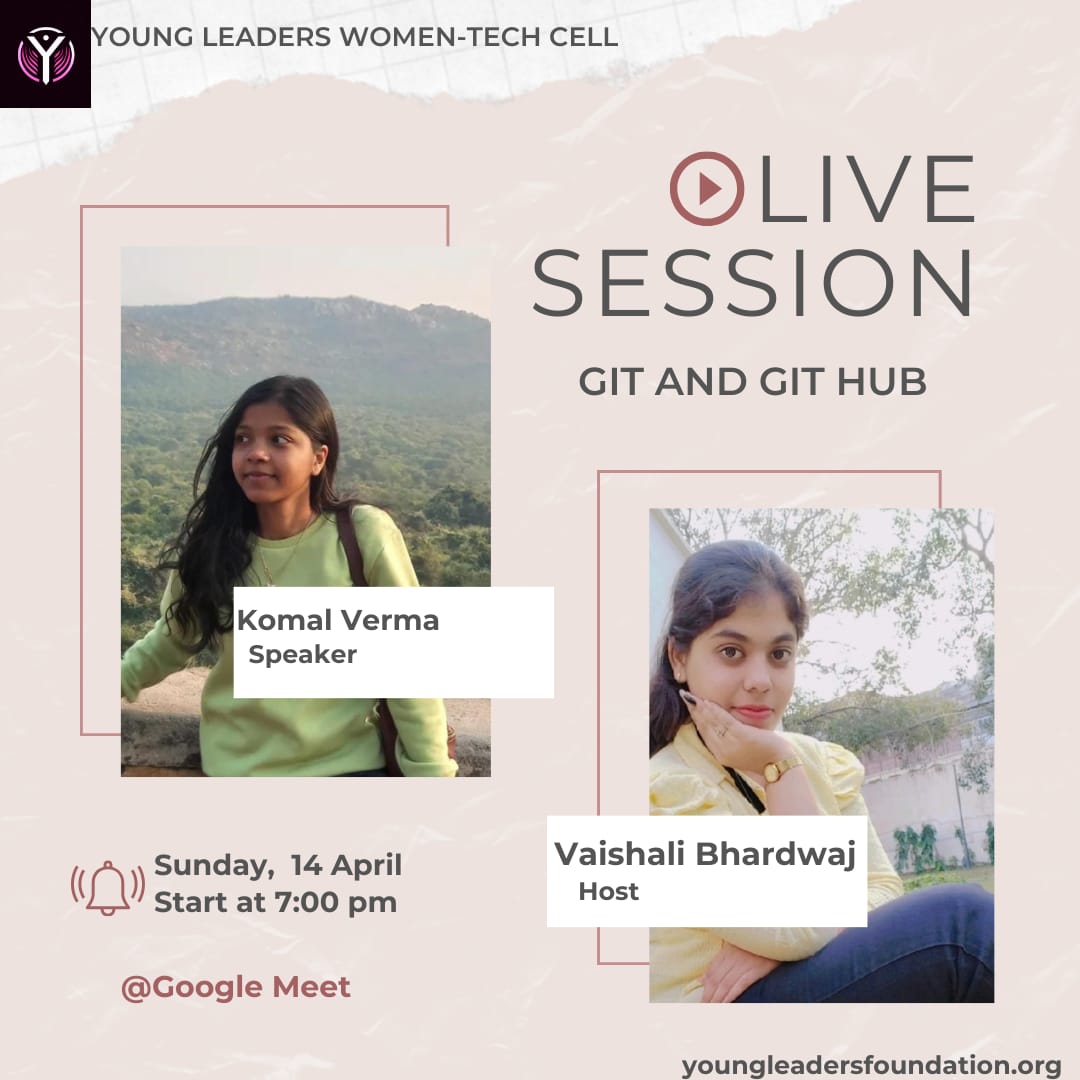 YOUNG LEADERS WOMEN-TECH CELL
LIVE
SESSION
GIT AND GIT HUB
Komal Verma
Speaker
Vaishali Bhardwaj
Host
Sunday,  14 April
Start at 7:00 pm
@Google Meet
youngleadersfoundation.org